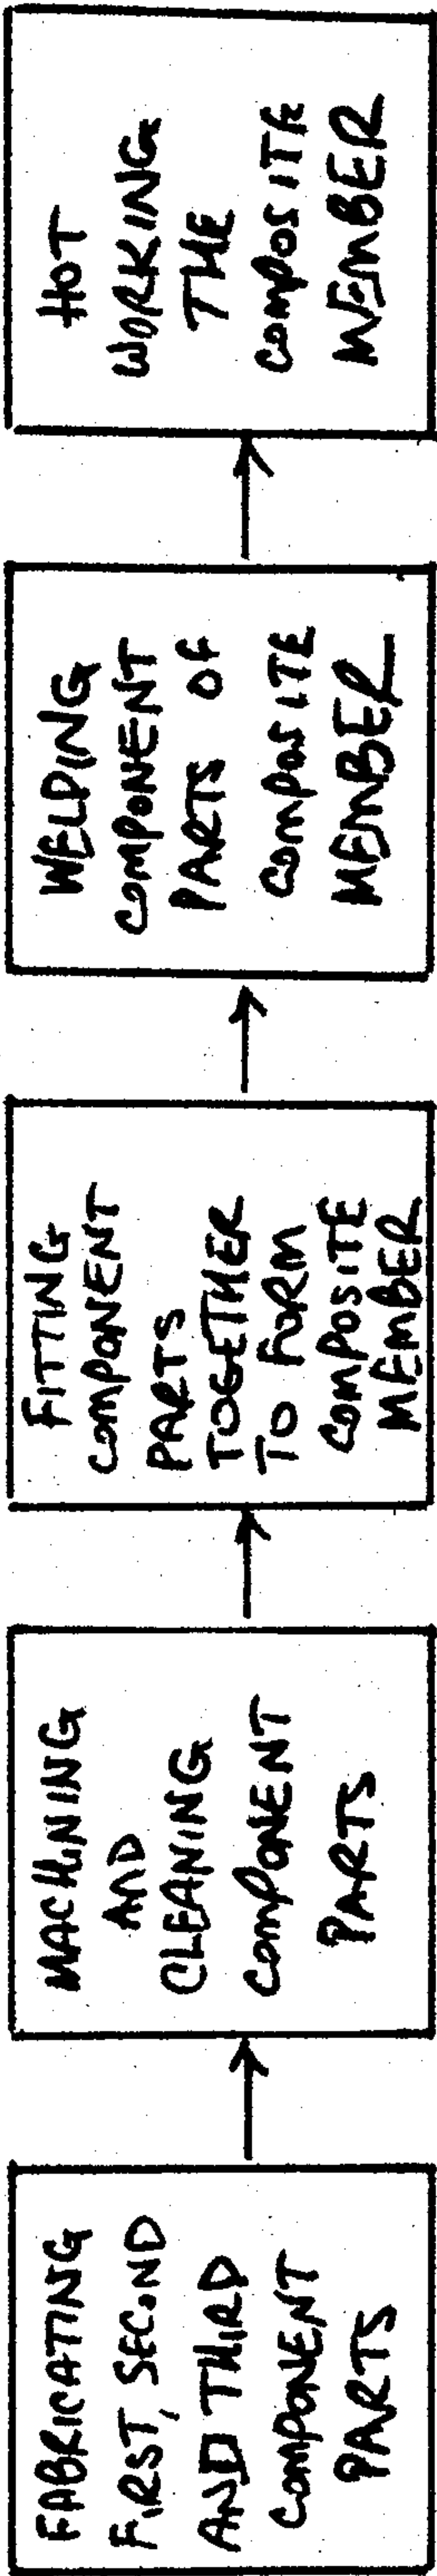 FABRICATING
FIRST, SECOND
AND THIRD
COMPONENT
PARTS
MACHINING
AND
CLEANING
COMPONENT
PARTS
FITTING
COMPONENT
PARTS
TOGETHER
TO FORM
COMPOSITE
MEMBER
WELDING
COMPONENT
PARTS OF
COMPOSITE
MEMBER
HOT
WORKING
THE
COMPOSITE
MEMBER